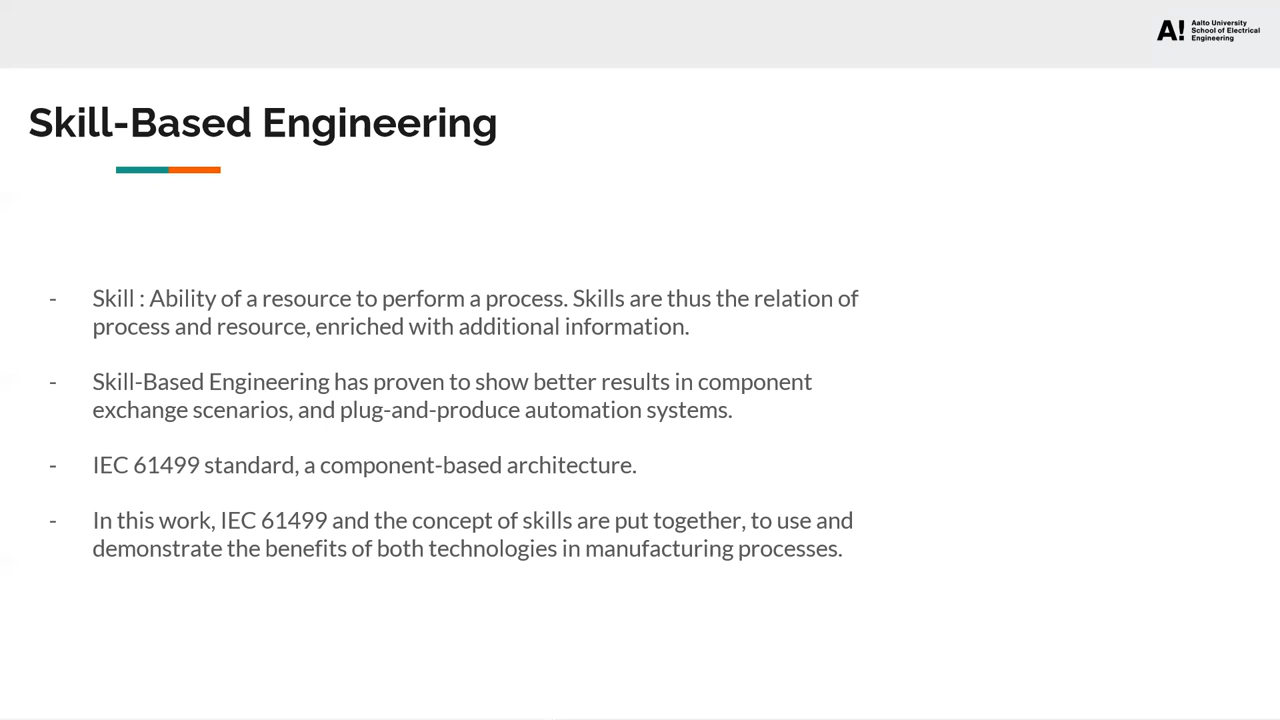 A!
Aalto University
School of Electrical
Engineering
Skill-Based Engineering
- Skill : Ability of a resource to perform a process. Skills are thus the relation of
process and resource, enriched with additional information.
- Skill-Based Engineering has proven to show better results in component
exchange scenarios, and plug-and-produce automation systems.
- IEC 61499 standard, a component-based architecture.
- In this work, IEC 61499 and the concept of skills are put together, to use and
demonstrate the benefits of both technologies in manufacturing processes.